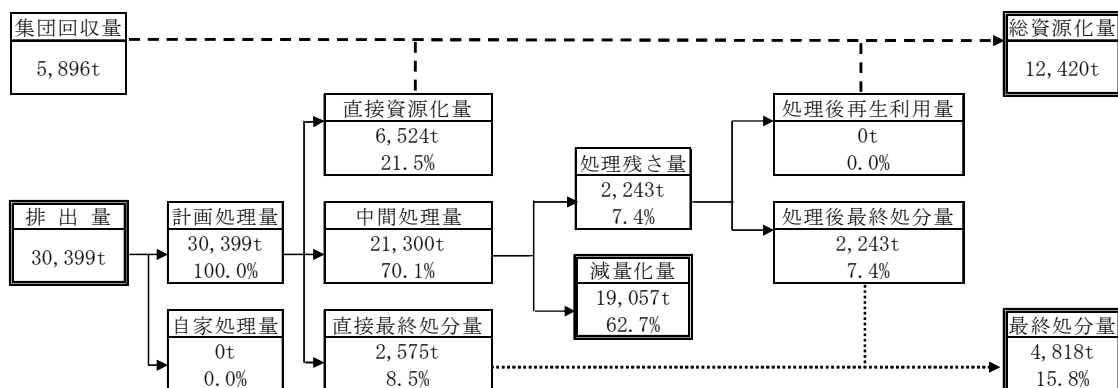 集団回収量
5,896t
総資源化量
12,420t
直接資源化量
6,524t
21.5%
処理後再生利用量
0t
0.0%
処理残さ量
2,243t
7.4%
排 出 量
30,399t
計画処理量
30,399t
100.0%
中間処理量
21,300t
70.1%
処理後最終処分量
2,243t
7.4%
減量化量
19,057t
62.7%
自家処理量
0t
0.0%
直接最終処分量
2,575t
8.5%
最終処分量
4,818t
15.8%